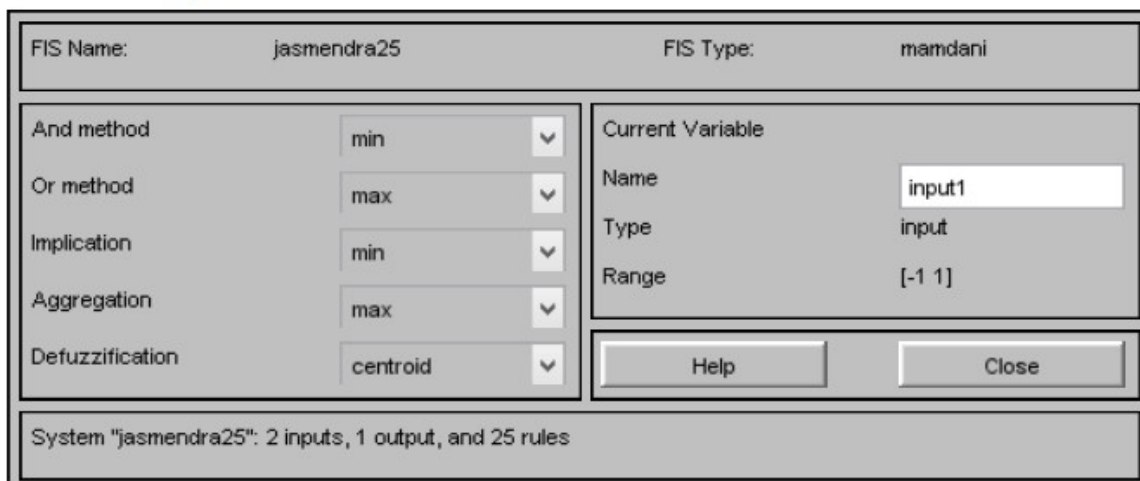 FIS Name: jasmendra25 FIS Type: mamdani
And method min
Or method max
Implication min
Aggregation max
Defuzzification centroid
Current Variable
Name input1
Type input
Range [-1 1]
Help Close
System "jasmendra25": 2 inputs, 1 output, and 25 rules